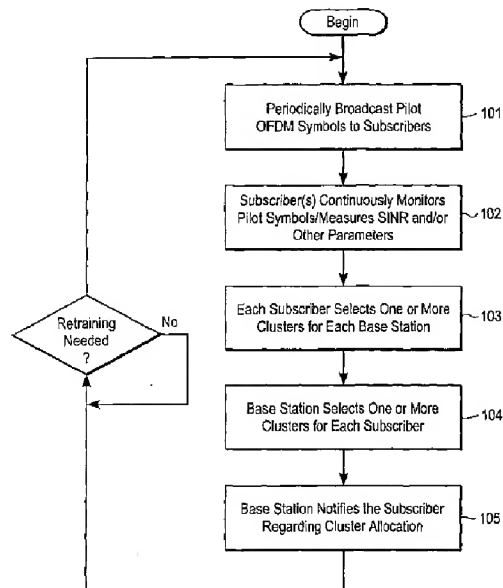 Begin
Periodically Broadcast Pilot
OFDM Symbols to Subscribers
101
Subscriber(s) Continuously Monitors
Pilot Symbols/Measures SINR and/or
Other Parameters
102
Each Subscriber Selects One or More
Clusters for Each Base Station
103
Retraining
Needed
?
No
Base Station Selects One or More
Clusters for Each Subscriber
104
Base Station Notifies the Subscriber
Regarding Cluster Allocation
105